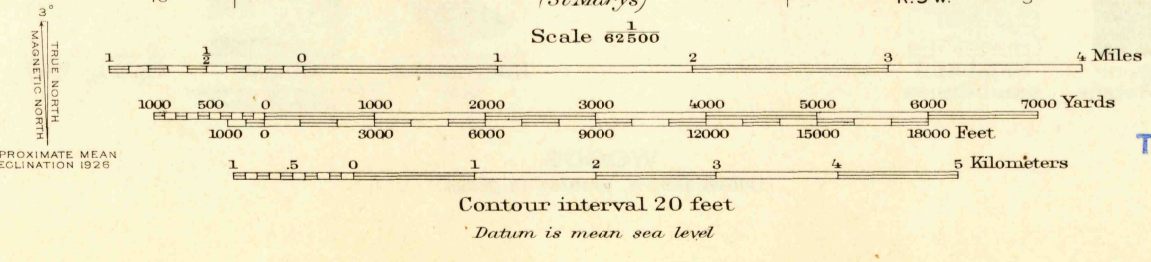 (St Marys)
3°
TRUE NORTH
MAGNETIC NORTH
PROXIMATE MEAN
ECLINATION 1926
Scale 1/62500
1 ½ 0 1 2 3 4 Miles
1000 500 0 1000 2000 3000 4000 5000 6000 7000 Yards
1000 0 3000 6000 9000 12000 15000 18000 Feet
1 .5 0 1 2 3 4 5 Kilometers
Contour interval 20 feet
Datum is mean sea level
T